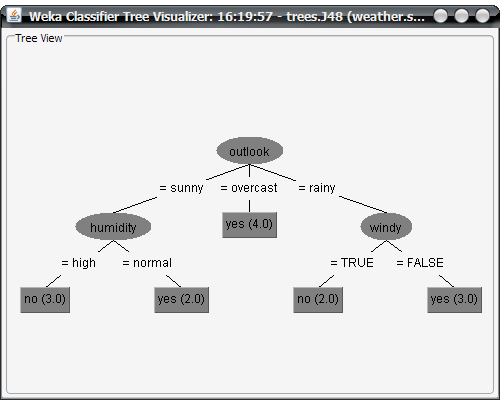 Weka Classifier Tree Visualizer: 16:19:57 - trees.J48 (weather.s...
Tree View
outlook
= sunny = overcast = rainy
humidity yes (4.0) windy
= high = normal = TRUE = FALSE
no (3.0) yes (2.0) no (2.0) yes (3.0)